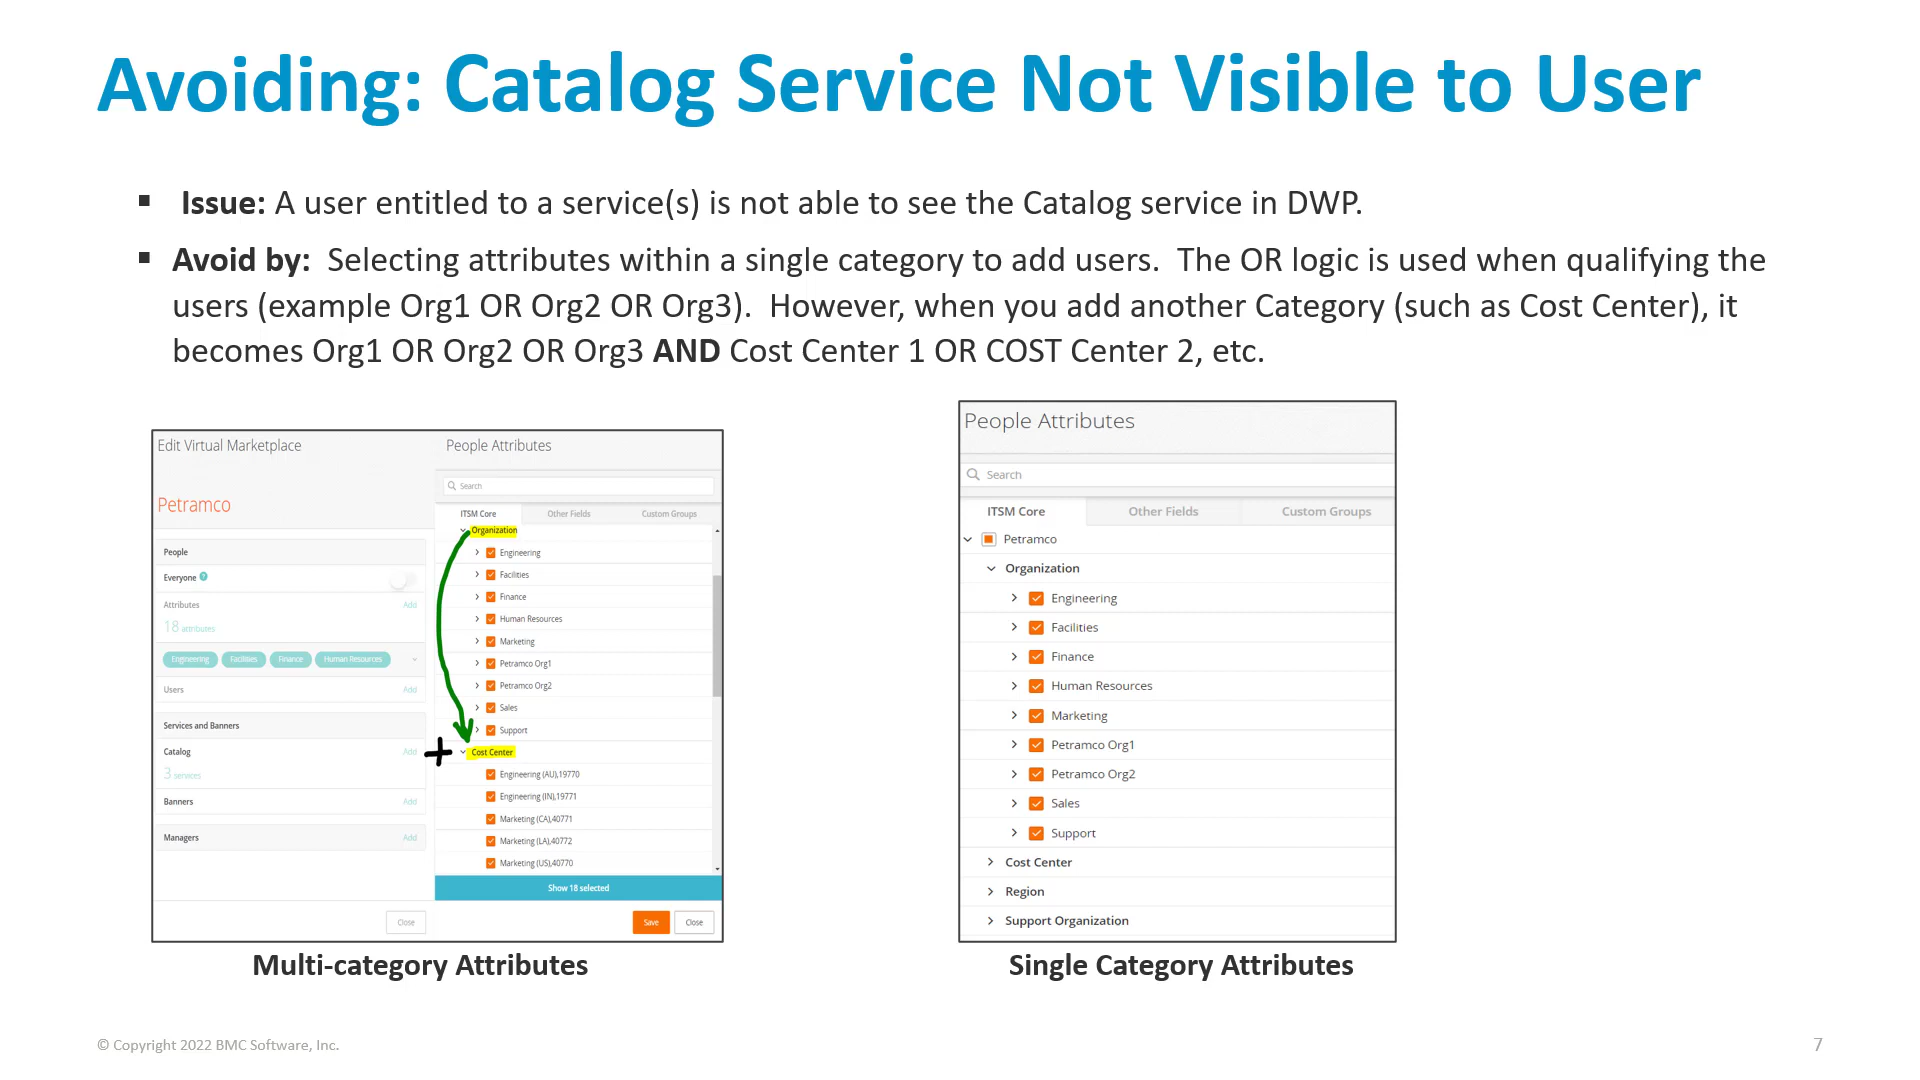 Avoiding: Catalog Service Not Visible to User
Issue: A user entitled to a service(s) is not able to see the Catalog service in DWP.
Avoid by: Selecting attributes within a single category to add users. The OR logic is used when qualifying the
users (example Org1 OR Org2 OR Org3). However, when you add another Category (such as Cost Center), it
becomes Org1 OR Org2 OR Org3 AND Cost Center 1 OR COST Center 2, etc.
Edit Virtual Marketplace
Petramco
People
Everyone ?
Attributes Add
18 attributes
Engineering Facilities Finance Human Resources
Users Add
Services and Banners
Catalog Add
3 services
Banners Add
Managers Add
Close
People Attributes
Search
ITSM Core Other Fields Custom Groups
Organization
Engineering
Facilities
Finance
Human Resources
Marketing
Petramco Org1
Petramco Org2
Sales
Support
+ Cost Center
Engineering (AU),19770
Engineering (IN),19771
Marketing (CA),40771
Marketing (LA),40772
Marketing (US),40770
Show 18 selected
Save Close
Multi-category Attributes
People Attributes
Search
ITSM Core Other Fields Custom Groups
Petramco
Organization
Engineering
Facilities
Finance
Human Resources
Marketing
Petramco Org1
Petramco Org2
Sales
Support
Cost Center
Region
Support Organization
Single Category Attributes
© Copyright 2022 BMC Software, Inc.
7